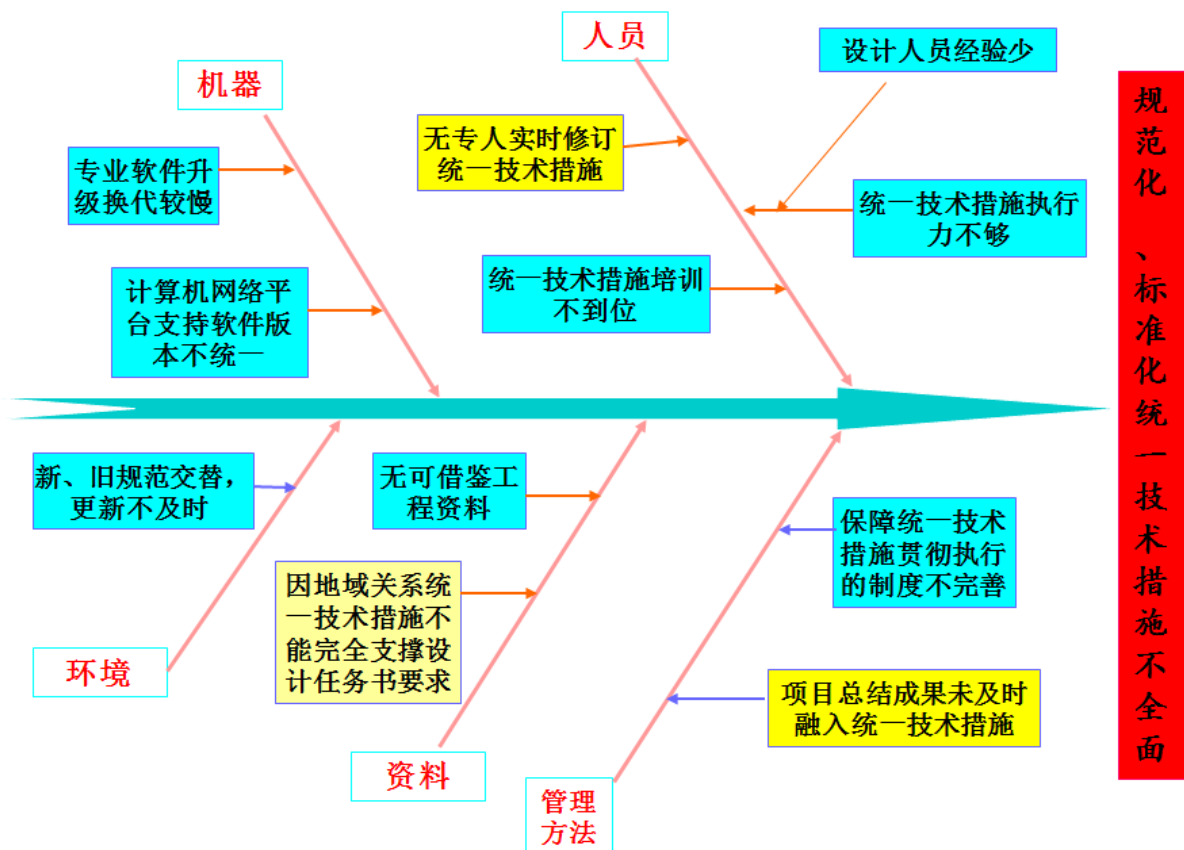 人员
设计人员经验少
机器
无专人实时修订
统一技术措施
专业软件升
级换代较慢
统一技术措施执行
力不够
统一技术措施培训
不到位
计算机网络平
台支持软件版
本不统一
规范化、标准化统一技术措施不全面
新、旧规范交替，
更新不及时
无可借鉴工
程资料
保障统一技术
措施贯彻执行
的制度不完善
因地域关系统
一技术措施不
能完全支撑设
计任务书要求
环境
项目总结成果未及时
融入统一技术措施
资料
管理
方法